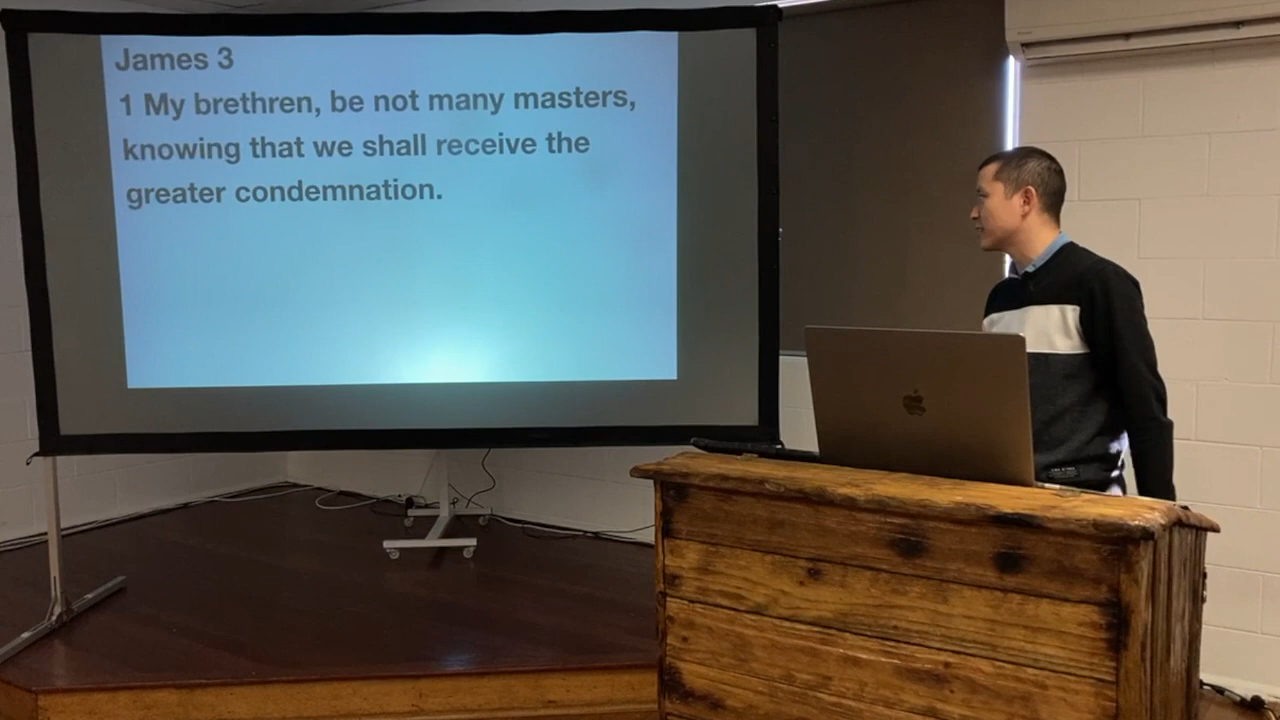 James 3
1 My brethren, be not many masters,
knowing that we shall receive the
greater condemnation.